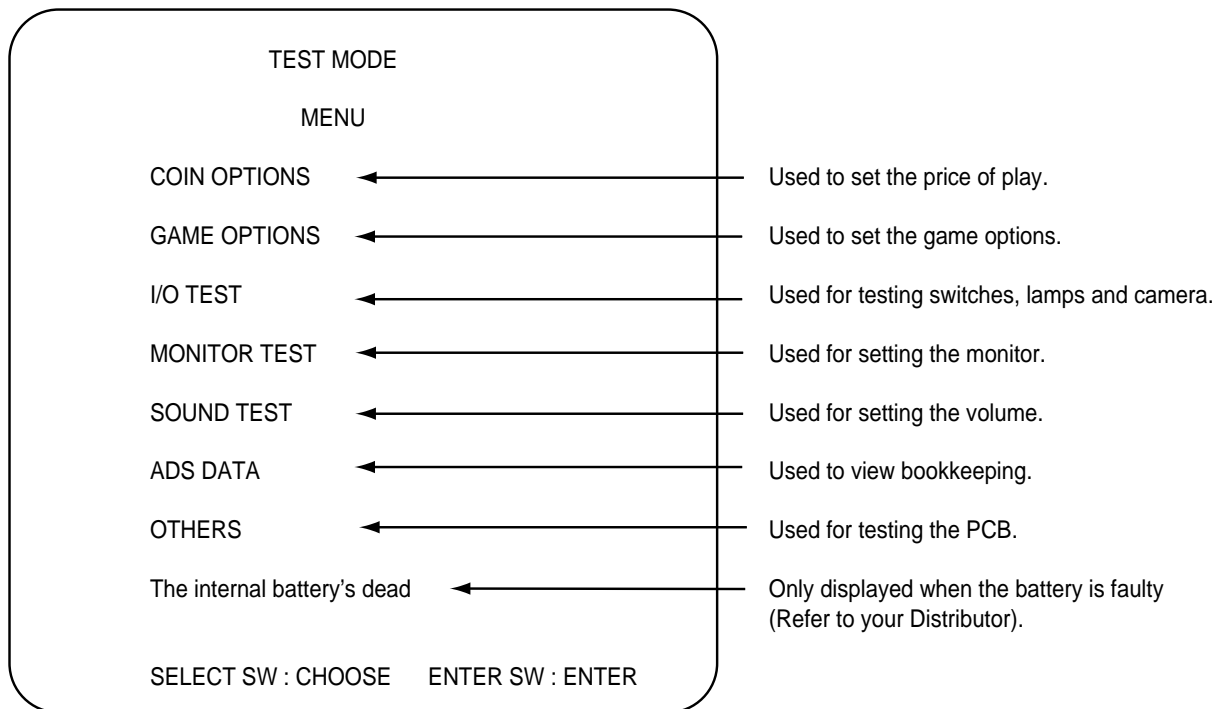 TEST MODE
MENU
COIN OPTIONS Used to set the price of play.
GAME OPTIONS Used to set the game options.
I/O TEST Used for testing switches, lamps and camera.
MONITOR TEST Used for setting the monitor.
SOUND TEST Used for setting the volume.
ADS DATA Used to view bookkeeping.
OTHERS Used for testing the PCB.
The internal battery’s dead Only displayed when the battery is faulty
(Refer to your Distributor).
SELECT SW : CHOOSE ENTER SW : ENTER